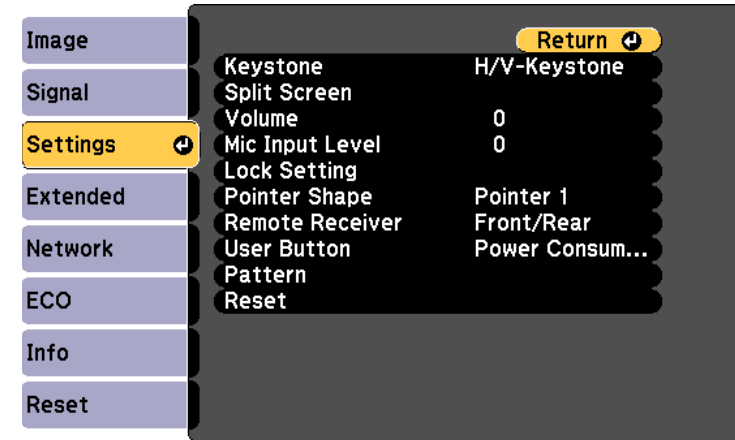 Image
Signal
Settings
Extended
Network
ECO
Info
Reset
Return
Keystone H/V-Keystone
Split Screen
Volume 0
Mic Input Level 0
Lock Setting
Pointer Shape Pointer 1
Remote Receiver Front/Rear
User Button Power Consum...
Pattern
Reset